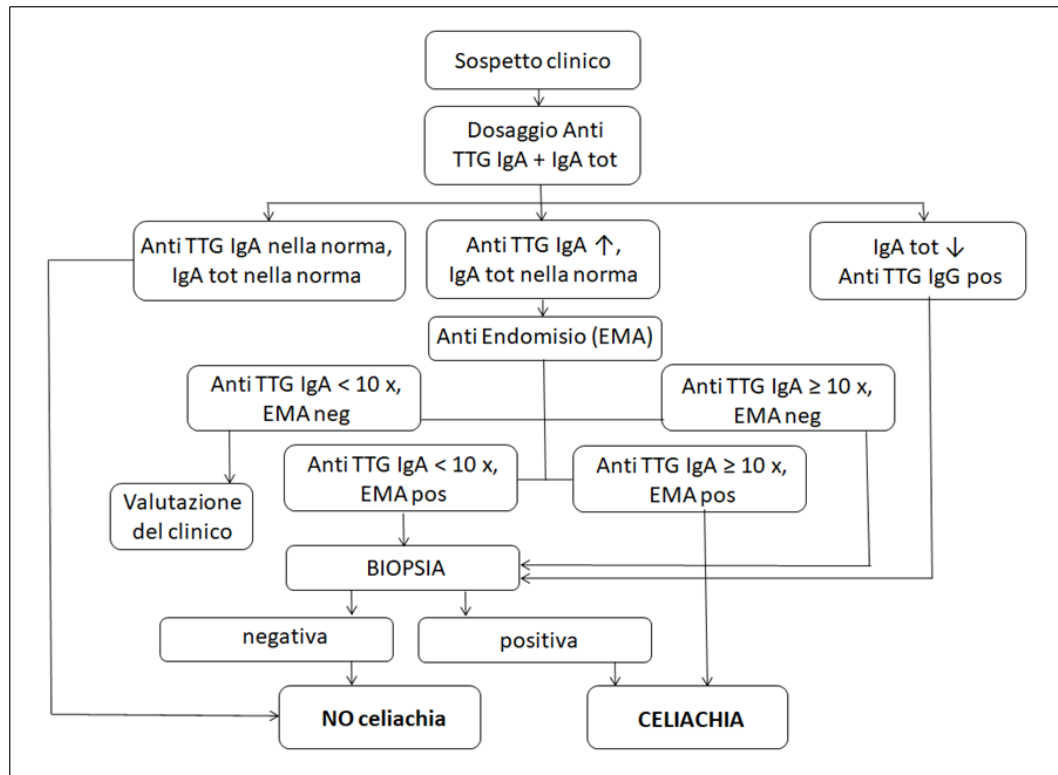 Sospetto clinico
Dosaggio Anti
TTG IgA + IgA tot
Anti TTG IgA nella norma,
IgA tot nella norma
Anti TTG IgA ↑,
IgA tot nella norma
IgA tot ↓
Anti TTG IgG pos
Anti Endomisio (EMA)
Anti TTG IgA < 10 x,
EMA neg
Anti TTG IgA ≥ 10 x,
EMA neg
Anti TTG IgA < 10 x,
EMA pos
Anti TTG IgA ≥ 10 x,
EMA pos
Valutazione
del clinico
BIOPSIA
negativa
positiva
NO celiachia
CELIACHIA